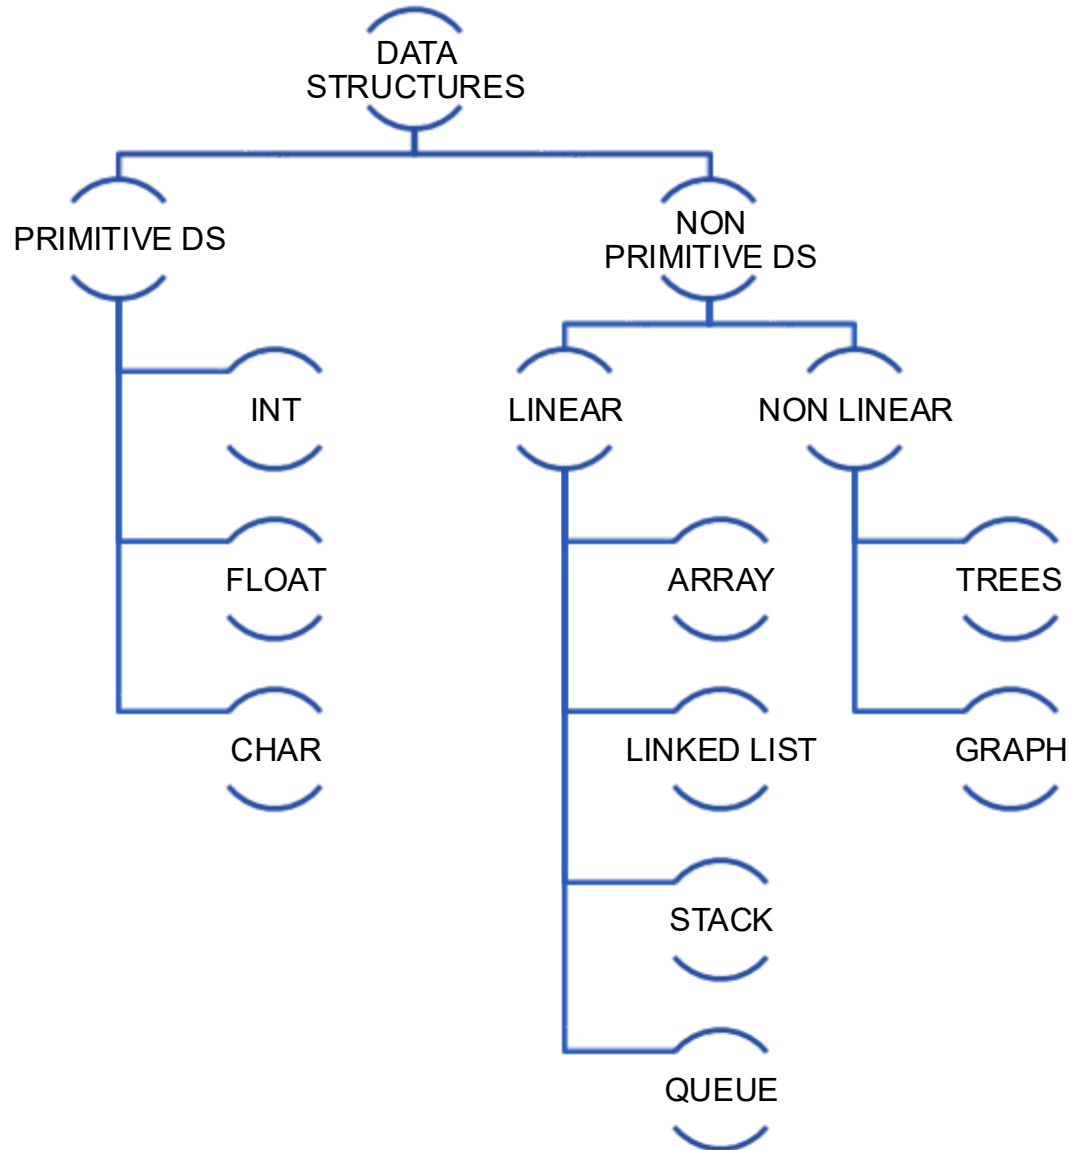 DATA
STRUCTURES
PRIMITIVE DS
NON
PRIMITIVE DS
INT
LINEAR
NON LINEAR
FLOAT
ARRAY
TREES
CHAR
LINKED LIST
GRAPH
STACK
QUEUE